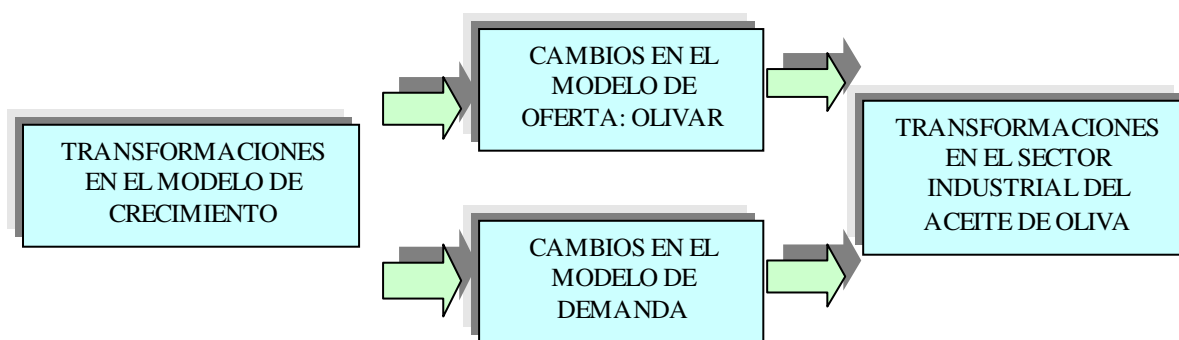 TRANSFORMACIONES
EN EL MODELO DE
CRECIMIENTO
CAMBIOS EN EL
MODELO DE
OFERTA: OLIVAR
CAMBIOS EN EL
MODELO DE
DEMANDA
TRANSFORMACIONES
EN EL SECTOR
INDUSTRIAL DEL
ACEITE DE OLIVA